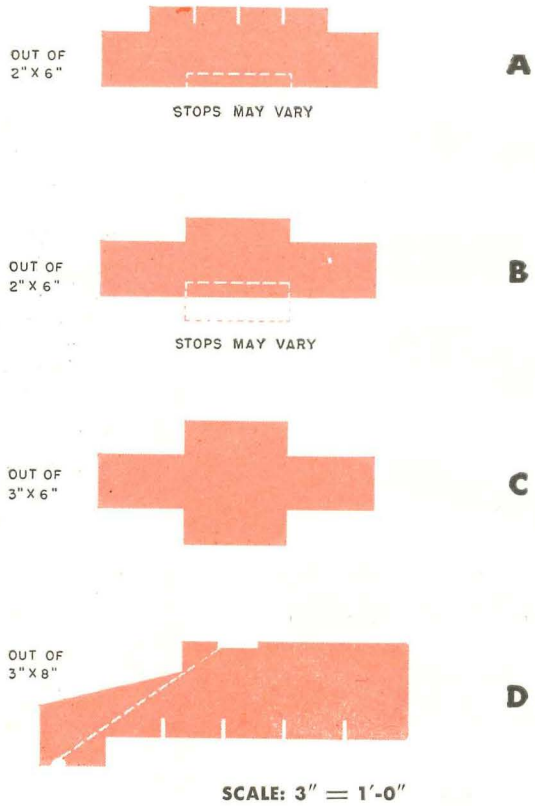 OUT OF
2" X 6"
A
STOPS MAY VARY
OUT OF
2" X 6"
B
STOPS MAY VARY
OUT OF
3" X 6"
C
OUT OF
3" X 8"
D
SCALE: 3" = 1'-0"